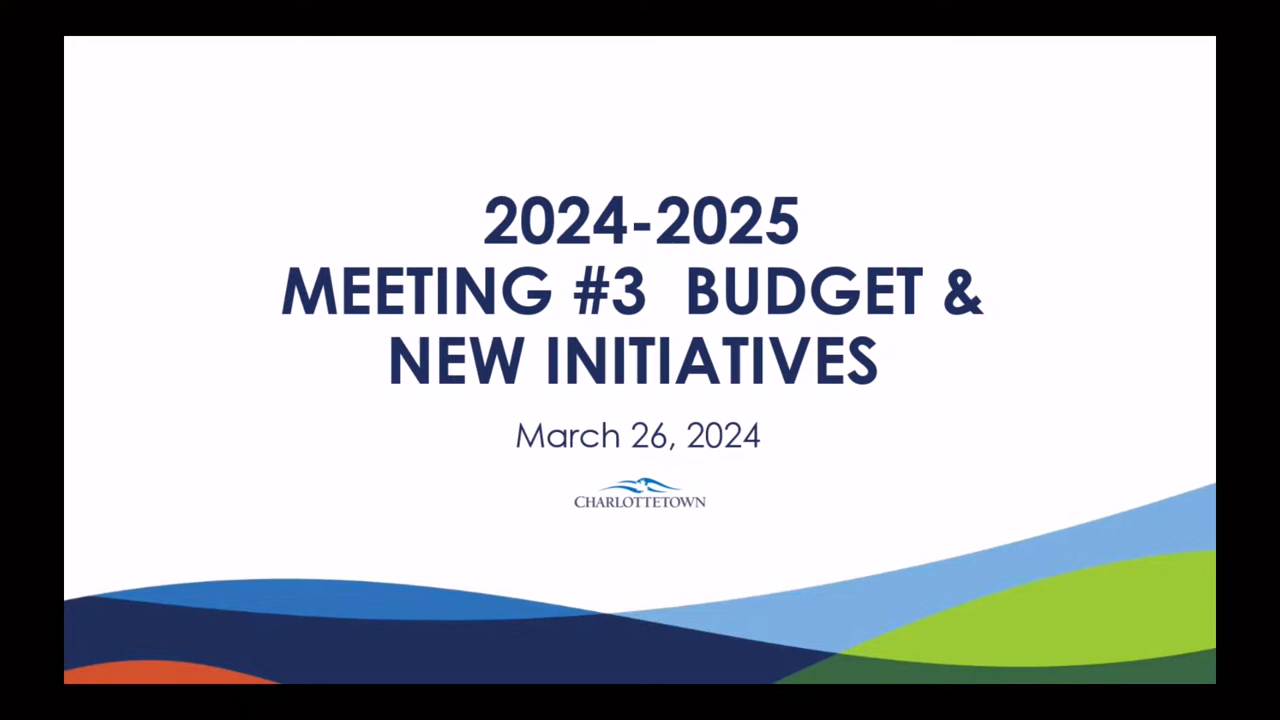 2024-2025
MEETING #3 BUDGET &
NEW INITIATIVES
March 26, 2024
CHARLOTTETOWN